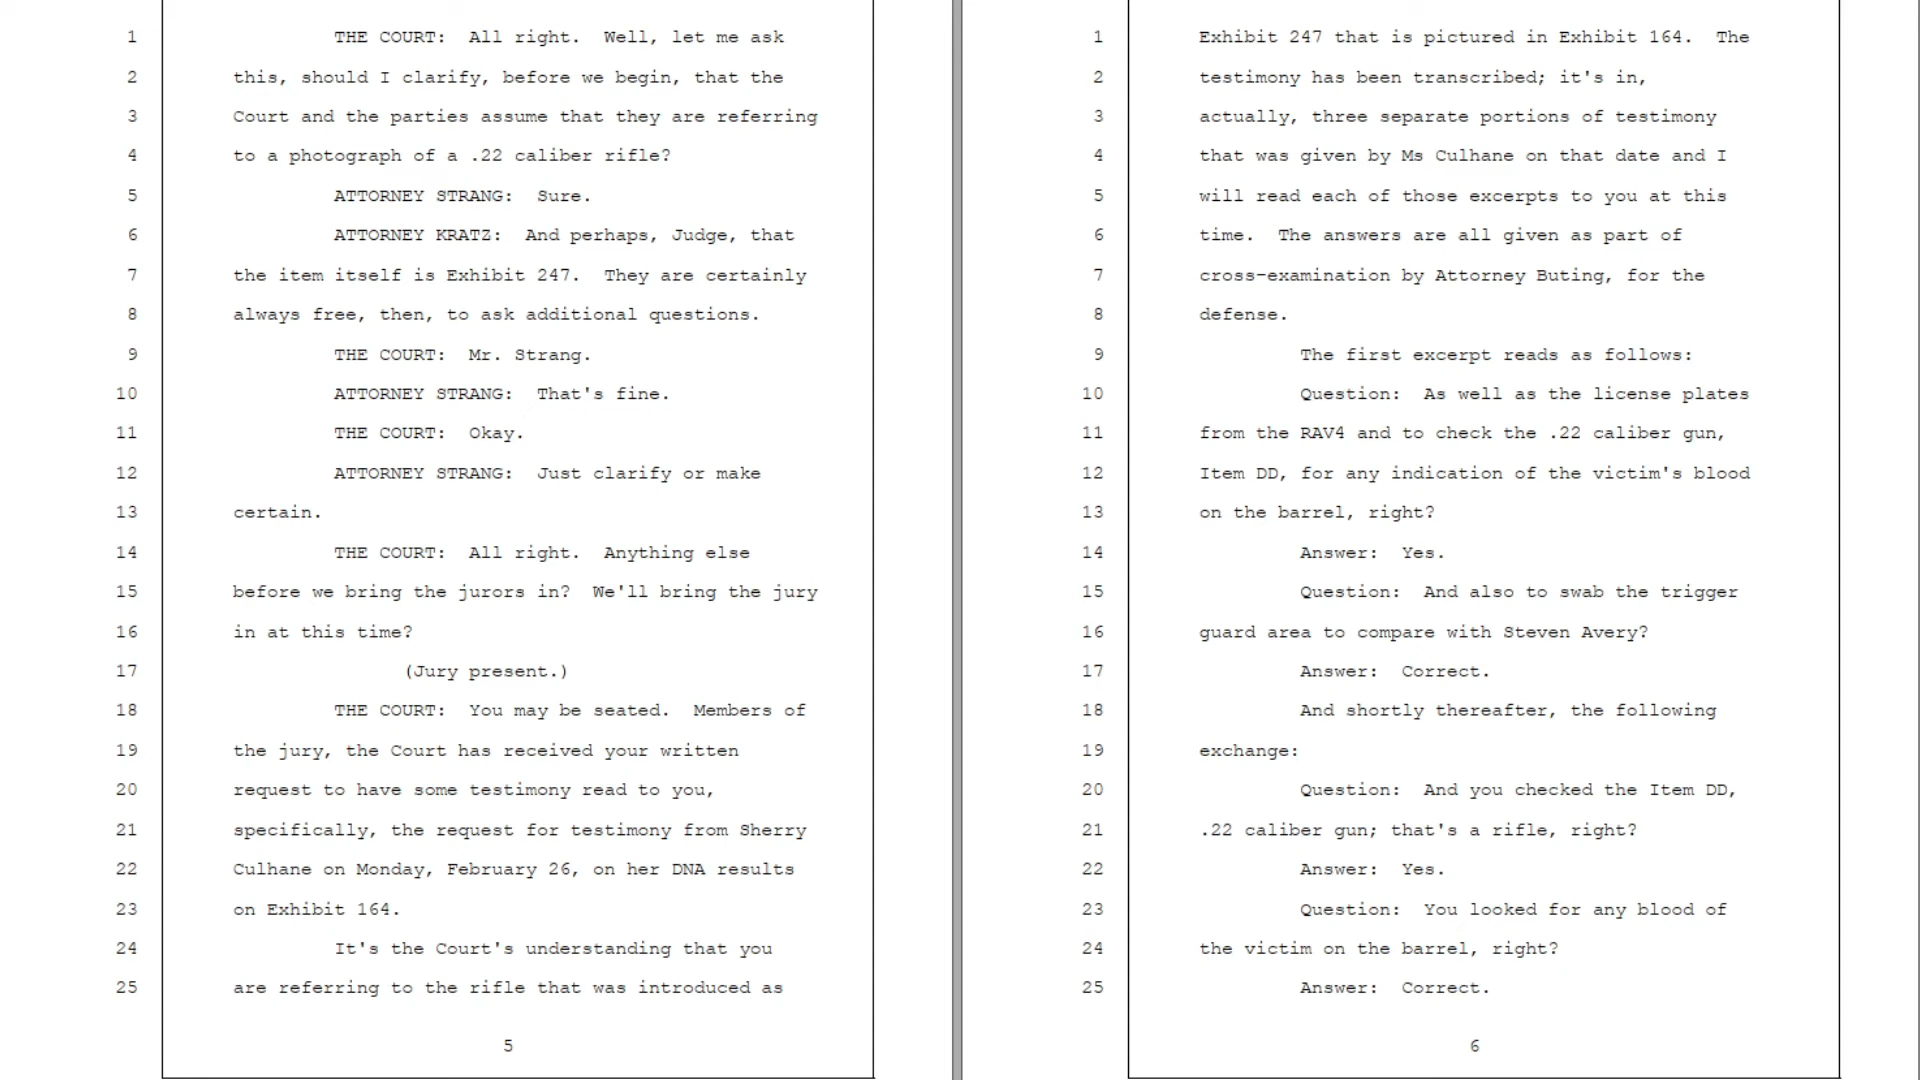 1 THE COURT: All right. Well, let me ask
2 this, should I clarify, before we begin, that the
3 Court and the parties assume that they are referring
4 to a photograph of a .22 caliber rifle?
5 ATTORNEY STRANG: Sure.
6 ATTORNEY KRATZ: And perhaps, Judge, that
7 the item itself is Exhibit 247. They are certainly
8 always free, then, to ask additional questions.
9 THE COURT: Mr. Strang.
10 ATTORNEY STRANG: That's fine.
11 THE COURT: Okay.
12 ATTORNEY STRANG: Just clarify or make
13 certain.
14 THE COURT: All right. Anything else
15 before we bring the jurors in? We'll bring the jury
16 in at this time?
17 (Jury present.)
18 THE COURT: You may be seated. Members of
19 the jury, the Court has received your written
20 request to have some testimony read to you,
21 specifically, the request for testimony from Sherry
22 Culhane on Monday, February 26, on her DNA results
23 on Exhibit 164.
24 It's the Court's understanding that you
25 are referring to the rifle that was introduced as
5
1 Exhibit 247 that is pictured in Exhibit 164. The
2 testimony has been transcribed; it's in,
3 actually, three separate portions of testimony
4 that was given by Ms Culhane on that date and I
5 will read each of those excerpts to you at this
6 time. The answers are all given as part of
7 cross-examination by Attorney Buting, for the
8 defense.
9 The first excerpt reads as follows:
10 Question: As well as the license plates
11 from the RAV4 and to check the .22 caliber gun,
12 Item DD, for any indication of the victim's blood
13 on the barrel, right?
14 Answer: Yes.
15 Question: And also to swab the trigger
16 guard area to compare with Steven Avery?
17 Answer: Correct.
18 And shortly thereafter, the following
19 exchange:
20 Question: And you checked the Item DD,
21 .22 caliber gun; that's a rifle, right?
22 Answer: Yes.
23 Question: You looked for any blood of
24 the victim on the barrel, right?
25 Answer: Correct.
6